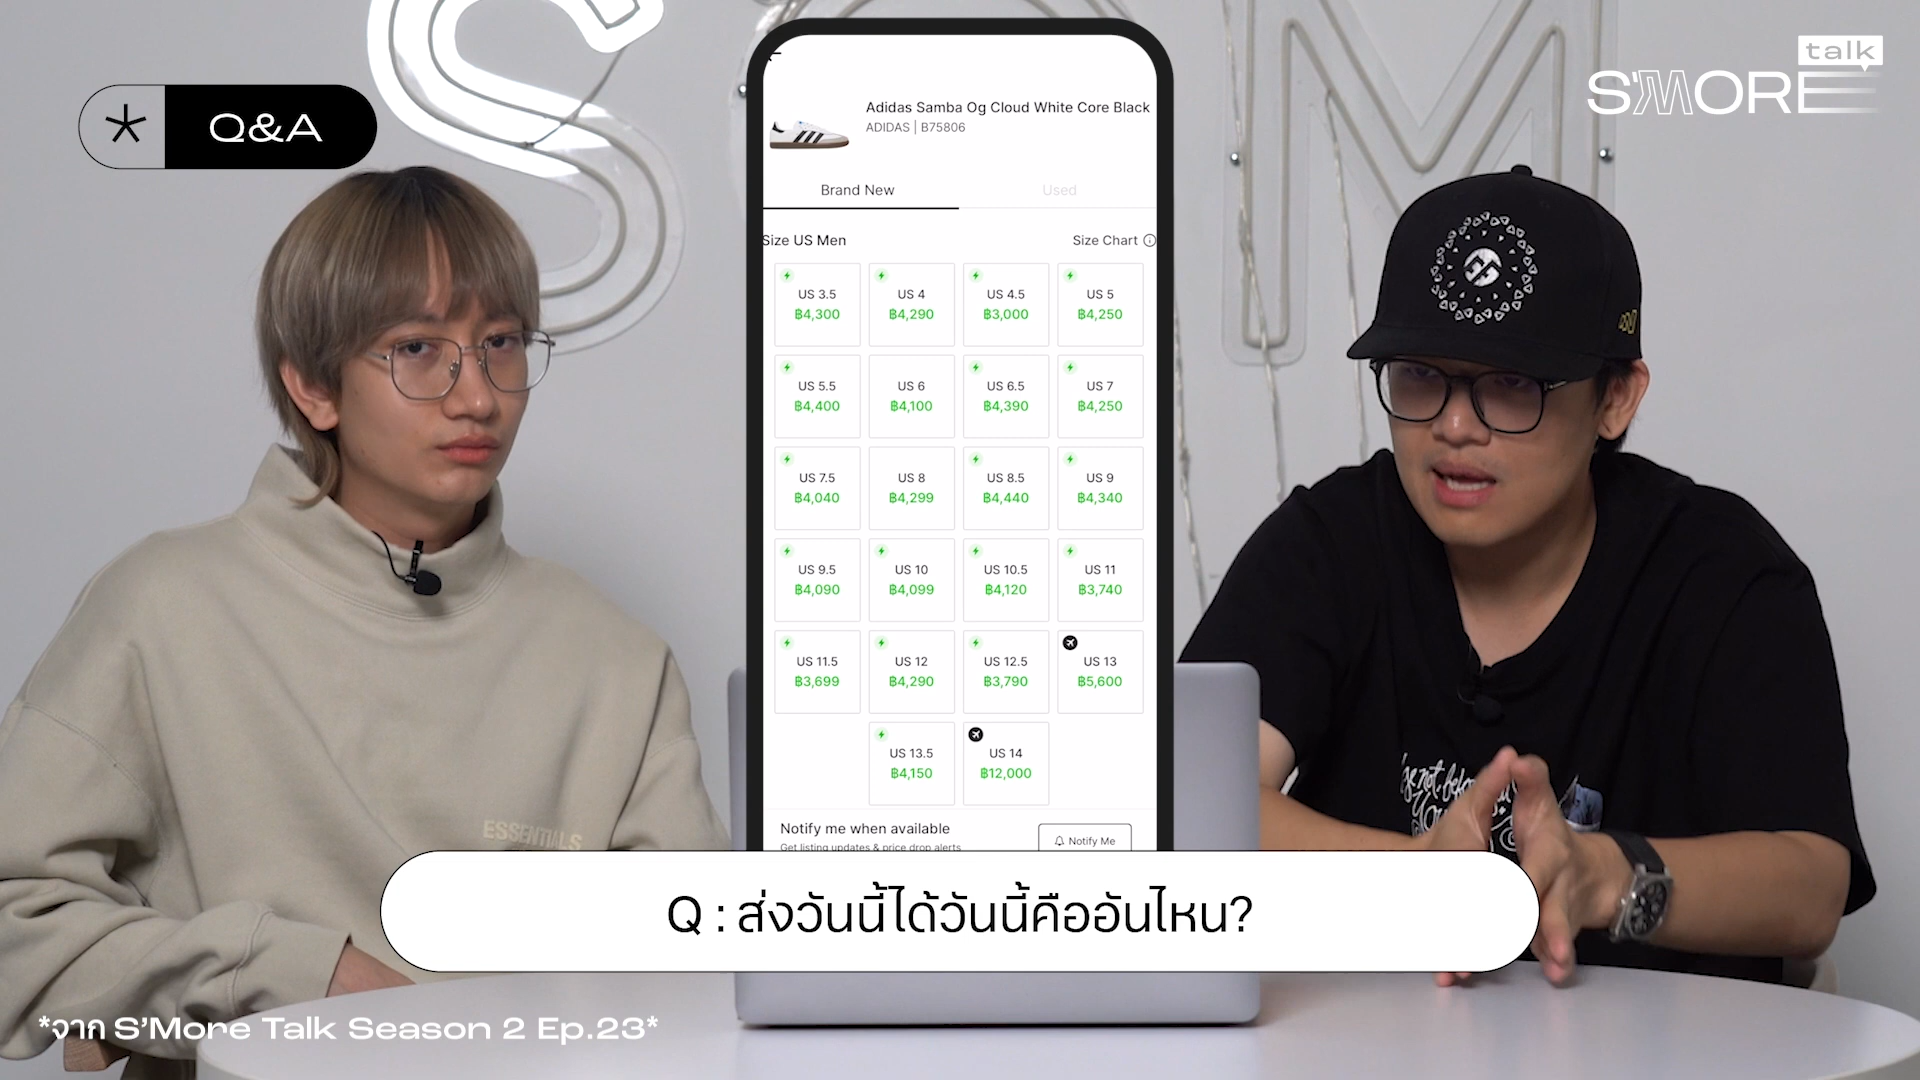 Q&A
talk
S'MORE
Adidas Samba Og Cloud White Core Black
ADIDAS | B75806
Brand New
Used
Size US Men
Size Chart
US 3.5
฿4,300
US 4
฿4,290
US 4.5
฿3,000
US 5
฿4,250
US 5.5
฿4,400
US 6
฿4,100
US 6.5
฿4,390
US 7
฿4,250
US 7.5
฿4,040
US 8
฿4,299
US 8.5
฿4,440
US 9
฿4,340
US 9.5
฿4,090
US 10
฿4,099
US 10.5
฿4,120
US 11
฿3,740
US 11.5
฿3,699
US 12
฿4,290
US 12.5
฿3,790
US 13
฿5,600
US 13.5
฿4,150
US 14
฿12,000
Notify me when available
Get listing updates & price drop alerts
Notify Me
ESSENTIALS
Q : ส่งวันนี้ได้วันนี้คืออันไหน?
*จาก S'More Talk Season 2 Ep.23*